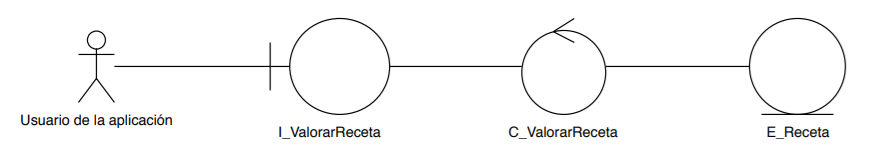 Usuario de la aplicación
I_ValorarReceta
C_ValorarReceta
E_Receta